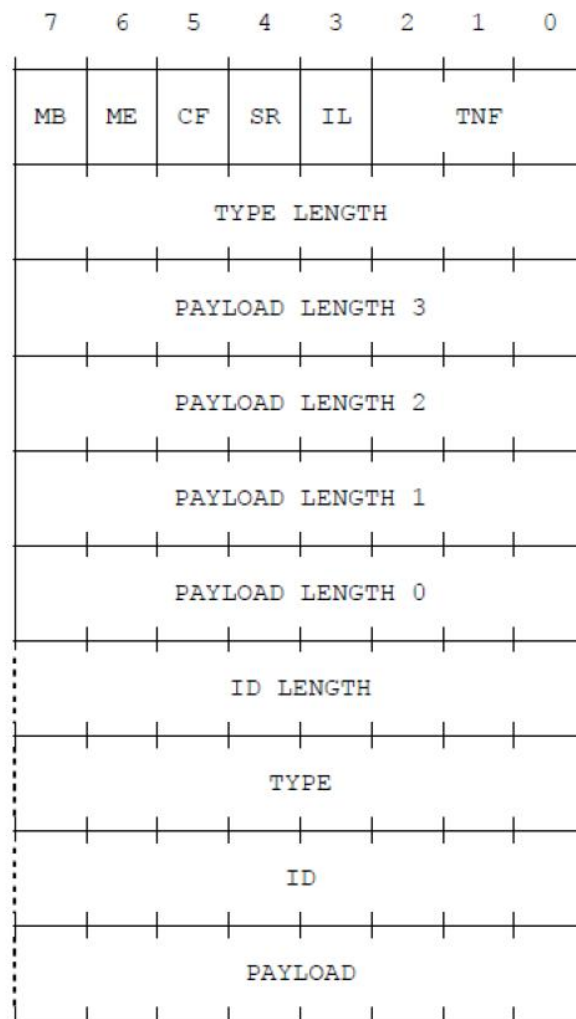 7 6 5 4 3 2 1 0
MB ME CF SR IL TNF
TYPE LENGTH
PAYLOAD LENGTH 3
PAYLOAD LENGTH 2
PAYLOAD LENGTH 1
PAYLOAD LENGTH 0
ID LENGTH
TYPE
ID
PAYLOAD